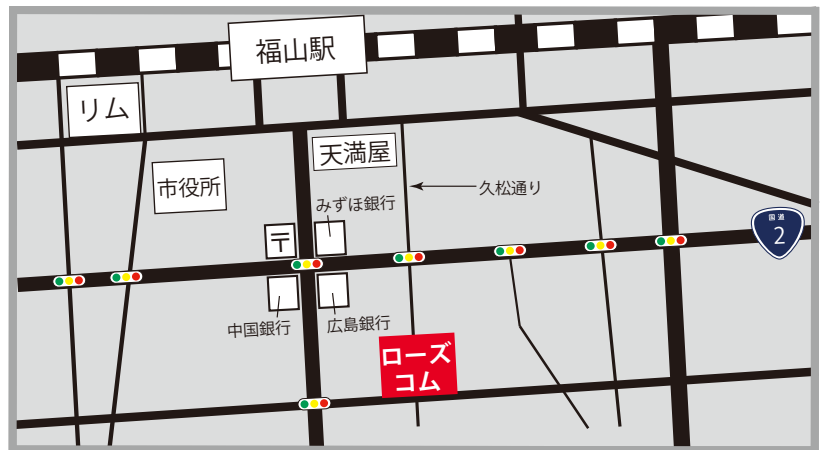 福山駅
リム
天満屋
市役所
久松通り
みずほ銀行
国道
2
〒
中国銀行
広島銀行
ローズ
コム